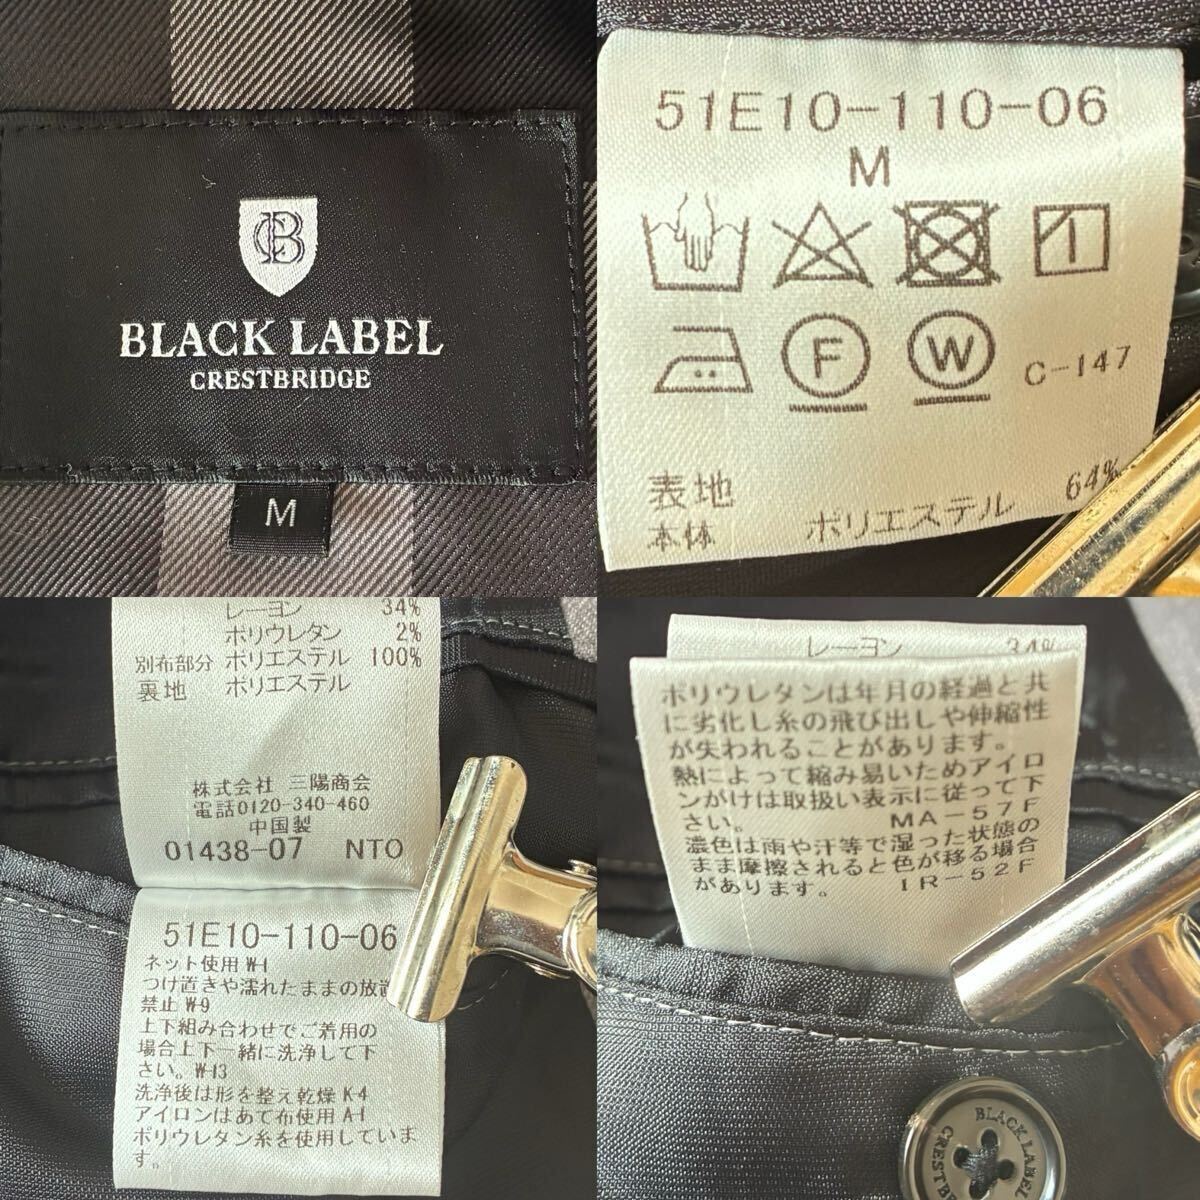 CB
BLACK LABEL
CRESTBRIDGE
M
51E10-110-06
M
F
W
C-147
表地
本体 ポリエステル 64%
レーヨン 34%
ポリウレタン 2%
別布部分 ポリエステル 100%
裏地 ポリエステル
株式会社 三陽商会
電話0120-340-460
中国製
01438-07 NTO
51E10-110-06
ネット使用 W-1
つけ置きや濡れたままの放置
禁止 W-9
上下組み合わせでご着用の
場合上下一緒に洗浄して下
さい。W-13
洗浄後は形を整え乾燥 K-4
アイロンはあて布使用 A-1
ポリウレタン糸を使用していま
す。
レーヨン 34%
ポリウレタンは年月の経過と共
に劣化し糸の飛び出しや伸縮性
が失われることがあります。
熱によって縮み易いためアイロ
ンがけは取扱い表示に従って下
さい。 MA-57F
濃色は雨や汗等で湿った状態の
まま摩擦されると色が移る場合
があります。 IR-52F
BLACK LABEL